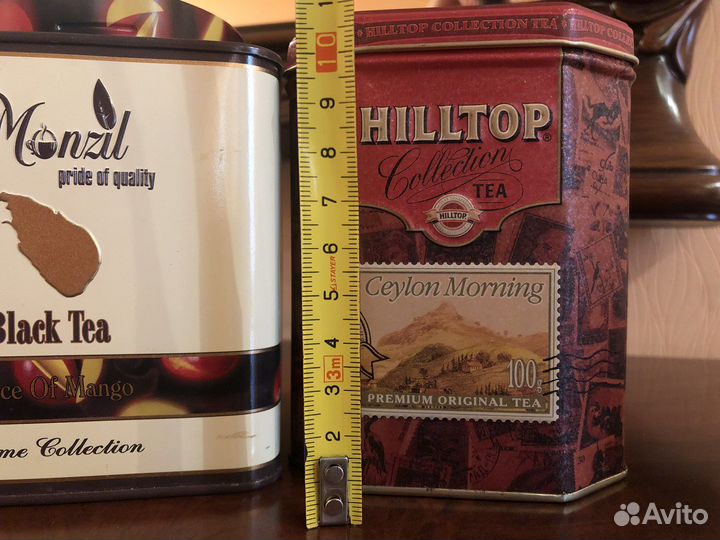 Monzil
pride of quality
Black Tea
ce Of Mango
me Collection
10
9
8
7
6
5
4
3m
2
STAYER
HILLTOP COLLECTION TEA
HILLTOP
Collection
TEA
HILLTOP
Ceylon Morning
100g
PREMIUM ORIGINAL TEA
Avito